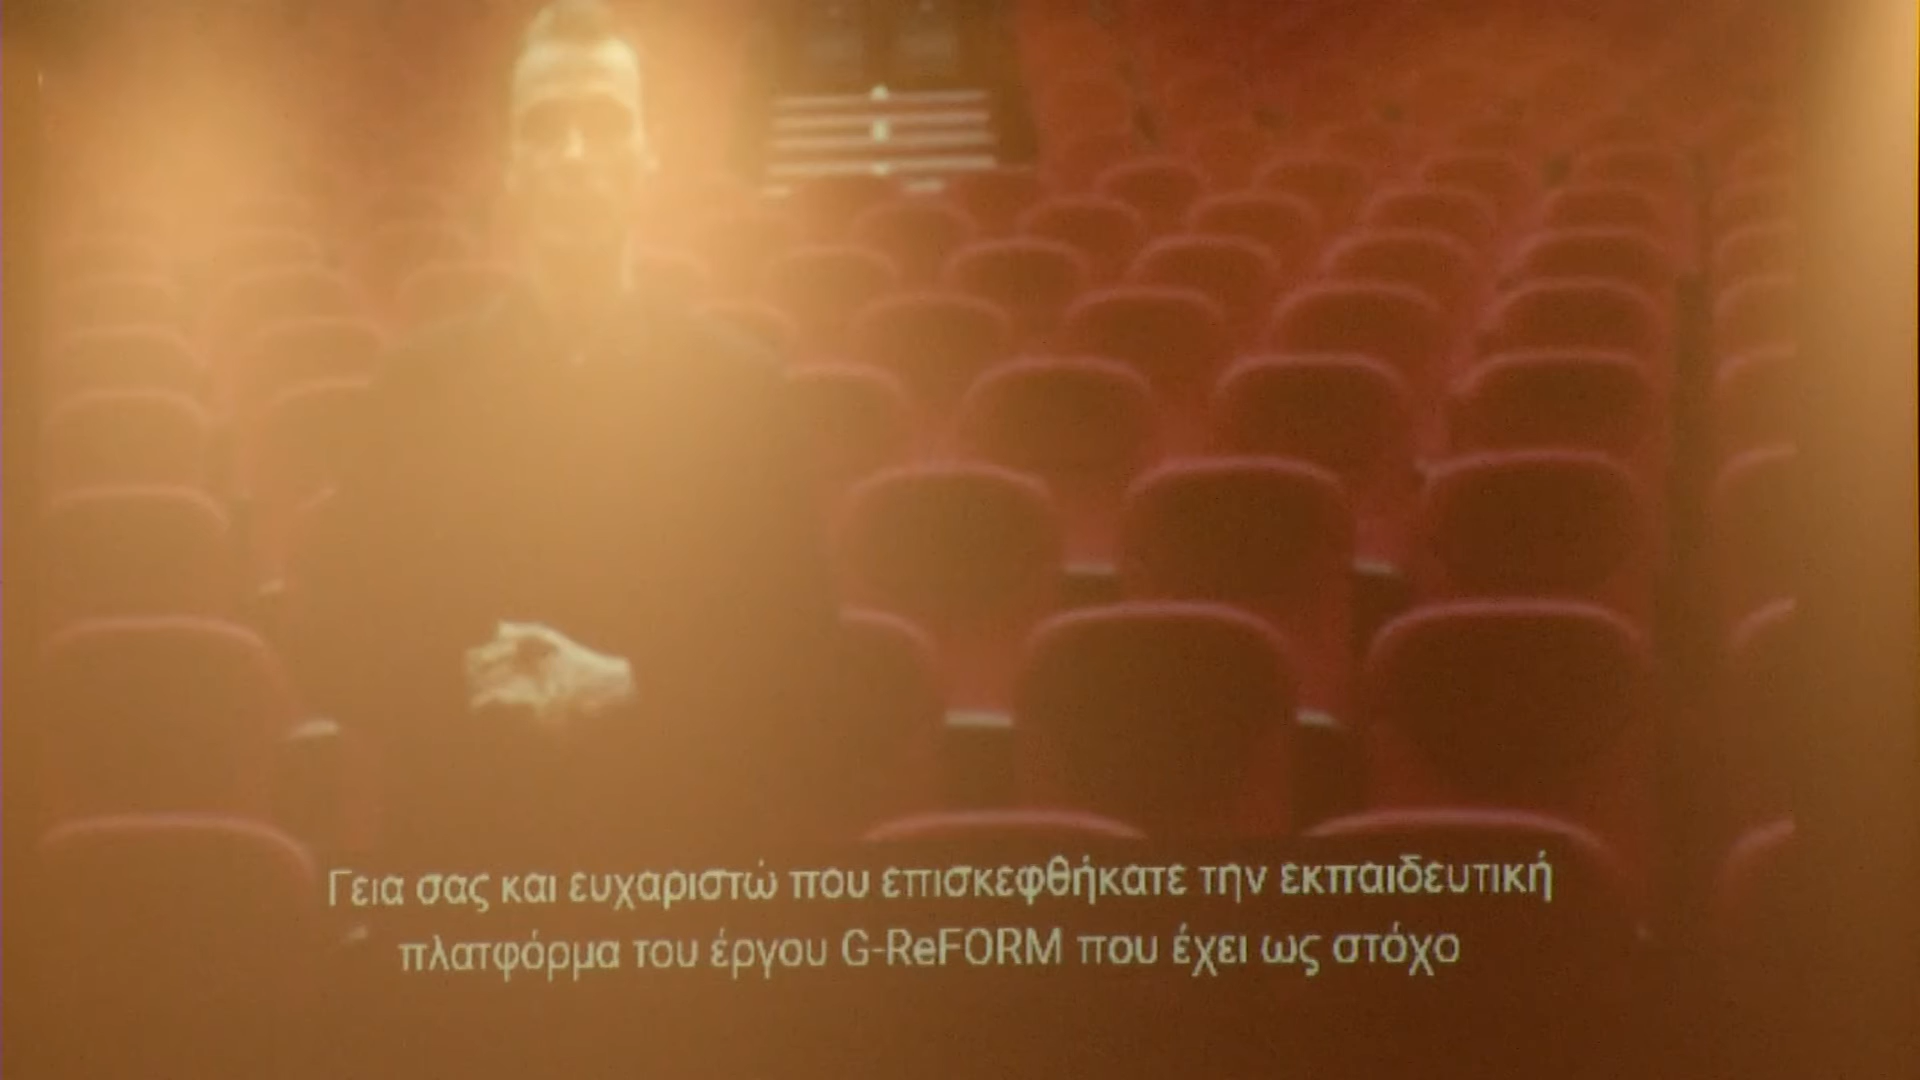 Γεια σας και ευχαριστώ που επισκεφθήκατε την εκπαιδευτική
πλατφόρμα του έργου G-ReFORM που έχει ως στόχο